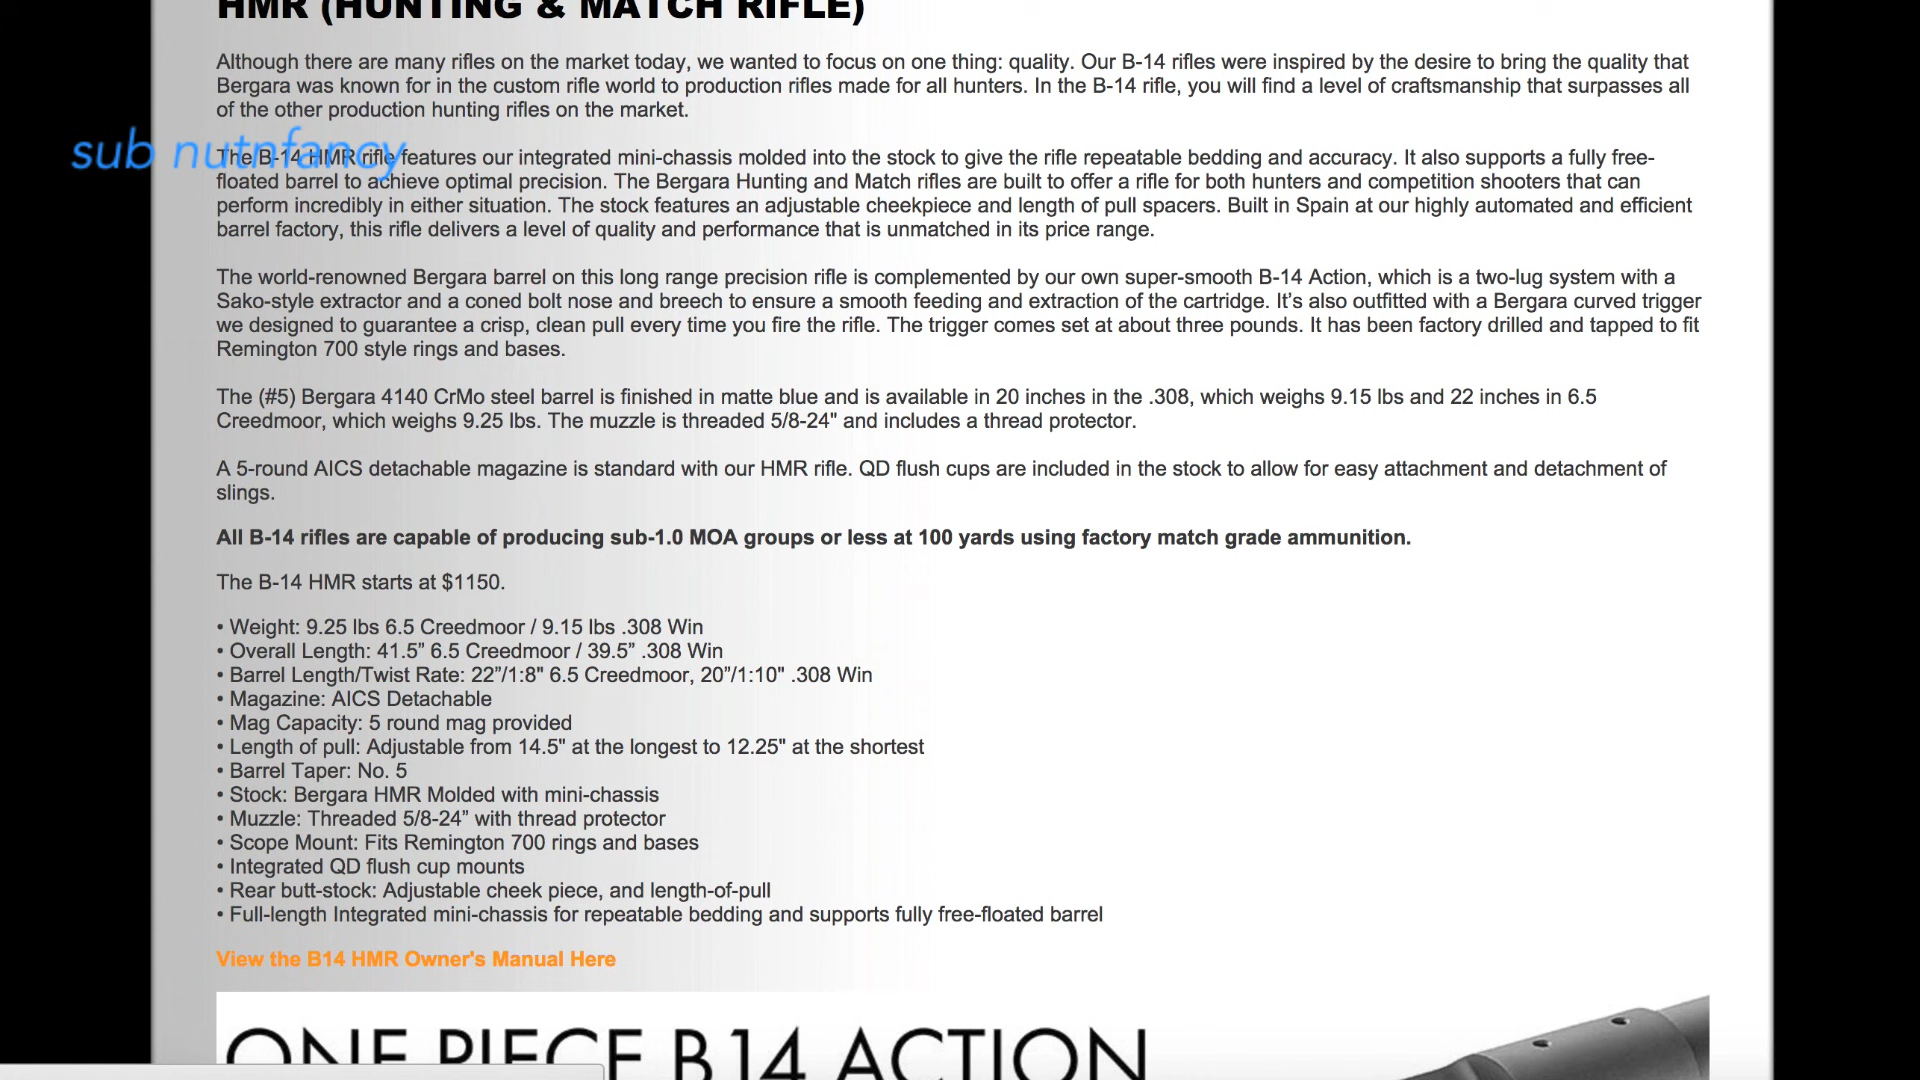 HMR (HUNTING & MATCH RIFLE)
Although there are many rifles on the market today, we wanted to focus on one thing: quality. Our B-14 rifles were inspired by the desire to bring the quality that
Bergara was known for in the custom rifle world to production rifles made for all hunters. In the B-14 rifle, you will find a level of craftsmanship that surpasses all
of the other production hunting rifles on the market.
sub nutnfancy
The B-14 HMR rifle features our integrated mini-chassis molded into the stock to give the rifle repeatable bedding and accuracy. It also supports a fully free-
floated barrel to achieve optimal precision. The Bergara Hunting and Match rifles are built to offer a rifle for both hunters and competition shooters that can
perform incredibly in either situation. The stock features an adjustable cheekpiece and length of pull spacers. Built in Spain at our highly automated and efficient
barrel factory, this rifle delivers a level of quality and performance that is unmatched in its price range.
The world-renowned Bergara barrel on this long range precision rifle is complemented by our own super-smooth B-14 Action, which is a two-lug system with a
Sako-style extractor and a coned bolt nose and breech to ensure a smooth feeding and extraction of the cartridge. It’s also outfitted with a Bergara curved trigger
we designed to guarantee a crisp, clean pull every time you fire the rifle. The trigger comes set at about three pounds. It has been factory drilled and tapped to fit
Remington 700 style rings and bases.
The (#5) Bergara 4140 CrMo steel barrel is finished in matte blue and is available in 20 inches in the .308, which weighs 9.15 lbs and 22 inches in 6.5
Creedmoor, which weighs 9.25 lbs. The muzzle is threaded 5/8-24" and includes a thread protector.
A 5-round AICS detachable magazine is standard with our HMR rifle. QD flush cups are included in the stock to allow for easy attachment and detachment of
slings.
All B-14 rifles are capable of producing sub-1.0 MOA groups or less at 100 yards using factory match grade ammunition.
The B-14 HMR starts at $1150.
• Weight: 9.25 lbs 6.5 Creedmoor / 9.15 lbs .308 Win
• Overall Length: 41.5” 6.5 Creedmoor / 39.5” .308 Win
• Barrel Length/Twist Rate: 22”/1:8" 6.5 Creedmoor, 20”/1:10" .308 Win
• Magazine: AICS Detachable
• Mag Capacity: 5 round mag provided
• Length of pull: Adjustable from 14.5" at the longest to 12.25" at the shortest
• Barrel Taper: No. 5
• Stock: Bergara HMR Molded with mini-chassis
• Muzzle: Threaded 5/8-24” with thread protector
• Scope Mount: Fits Remington 700 rings and bases
• Integrated QD flush cup mounts
• Rear butt-stock: Adjustable cheek piece, and length-of-pull
• Full-length Integrated mini-chassis for repeatable bedding and supports fully free-floated barrel
View the B14 HMR Owner's Manual Here
ONE PIECE B14 ACTION